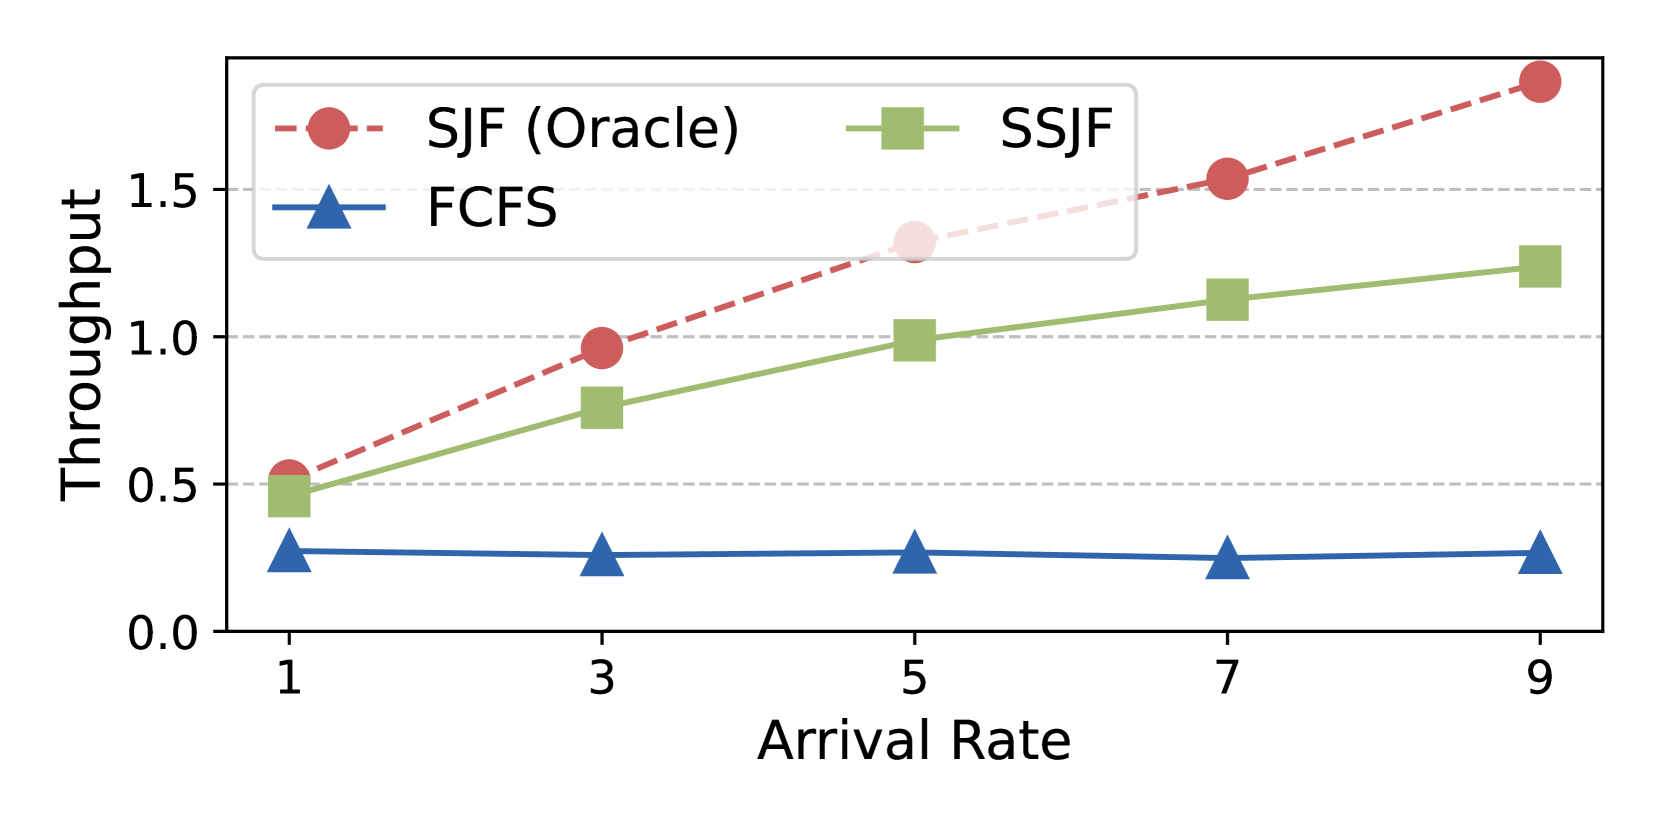 SJF (Oracle) SSJF
FCFS
Throughput
1.5
1.0
0.5
0.0
1 3 5 7 9
Arrival Rate